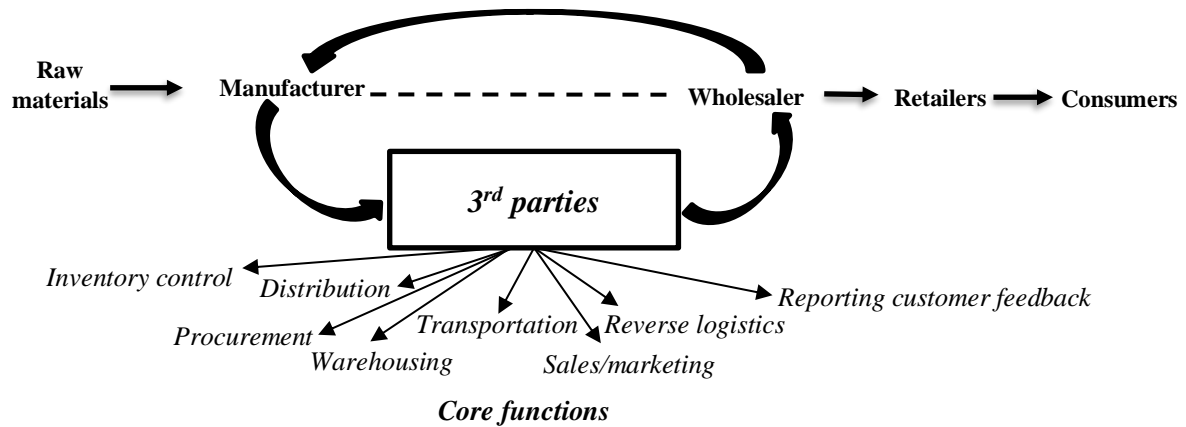 Raw
materials
Manufacturer
Wholesaler
Retailers
Consumers
3rd parties
Inventory control
Distribution
Procurement
Warehousing
Transportation
Reverse logistics
Sales/marketing
Reporting customer feedback
Core functions